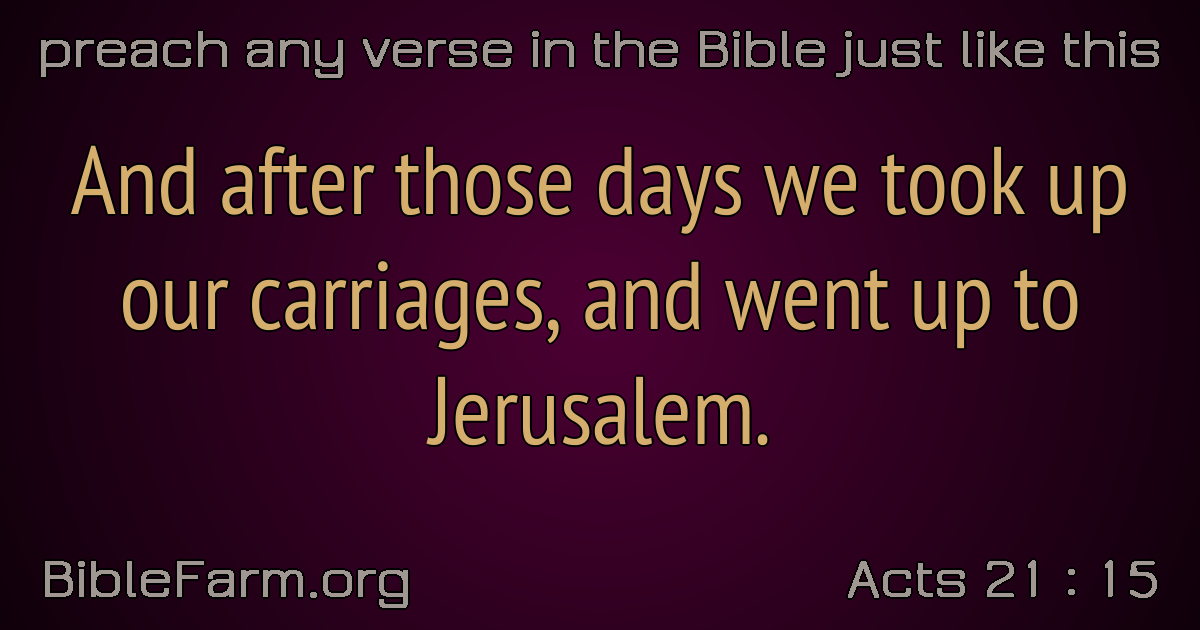 preach any verse in the Bible just like this
And after those days we took up
our carriages, and went up to
Jerusalem.
BibleFarm.org
Acts 21 : 15